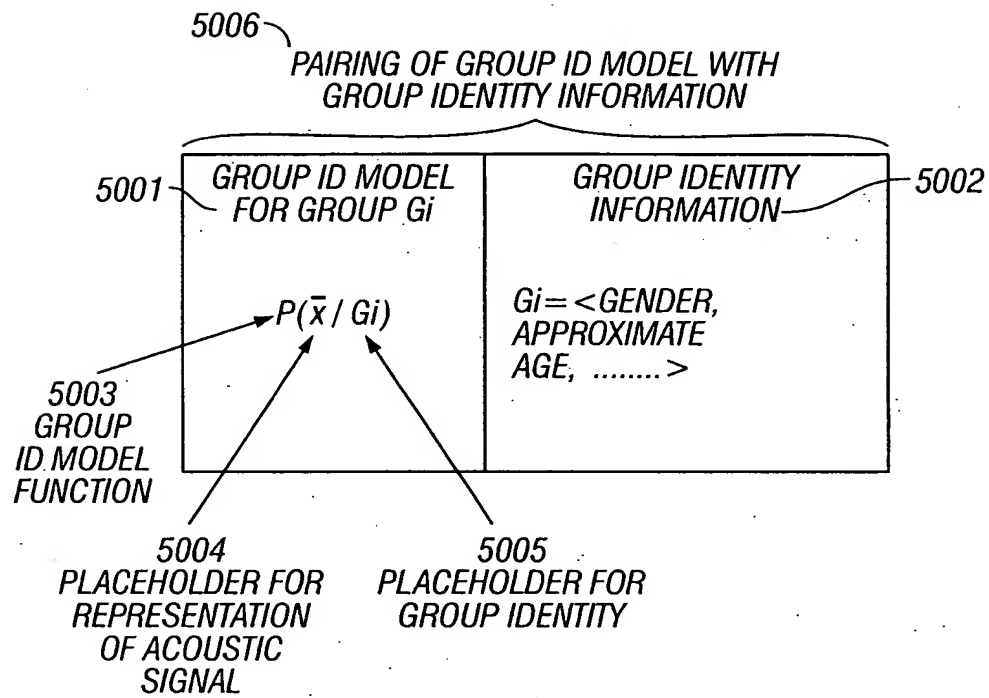 5006
PAIRING OF GROUP ID MODEL WITH
GROUP IDENTITY INFORMATION
5001
GROUP ID MODEL
FOR GROUP Gi
GROUP IDENTITY
INFORMATION
5002
P(x̅ / Gi)
Gi=<GENDER,
APPROXIMATE
AGE, ........>
5003
GROUP
ID MODEL
FUNCTION
5004
PLACEHOLDER FOR
REPRESENTATION
OF ACOUSTIC
SIGNAL
5005
PLACEHOLDER FOR
GROUP IDENTITY